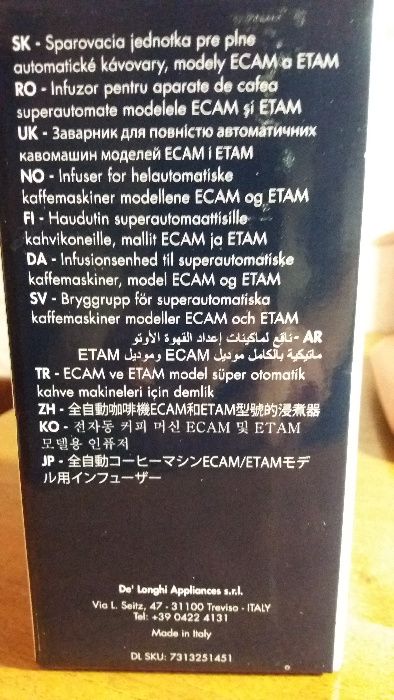 SK - Sparovacia jednotka pre plne
automatické kávovary, modely ECAM a ETAM
RO - Infuzor pentru aparate de cafea
superautomate modelele ECAM și ETAM
UK - Заварник для повністю автоматичних
кавомашин моделей ECAM i ETAM
NO - Infuser for helautomatiske
kaffemaskiner modellene ECAM og ETAM
FI - Haudutin superautomaattisille
kahvikoneille, mallit ECAM ja ETAM
DA - Infusionsenhed til superautomatiske
kaffemaskiner, model ECAM og ETAM
SV - Bryggrupp för superautomatiska
kaffemaskiner modeller ECAM och ETAM
AR - ناقع لماكينات إعداد القهوة الأوتو
ماتيكية بالكامل موديل ECAM وموديل ETAM
TR - ECAM ve ETAM model süper otomatik
kahve makineleri için demlik
ZH - 全自動咖啡機ECAM和ETAM型號的浸煮器
KO - 전자동 커피 머신 ECAM 및 ETAM
모델용 인퓨저
JP - 全自動コーヒーマシンECAM/ETAMモデ
ル用インフューザー
De' Longhi Appliances s.r.l.
Via L. Seitz, 47 - 31100 Treviso - ITALY
Tel: +39 0422 4131
Made in Italy
DL SKU: 7313251451